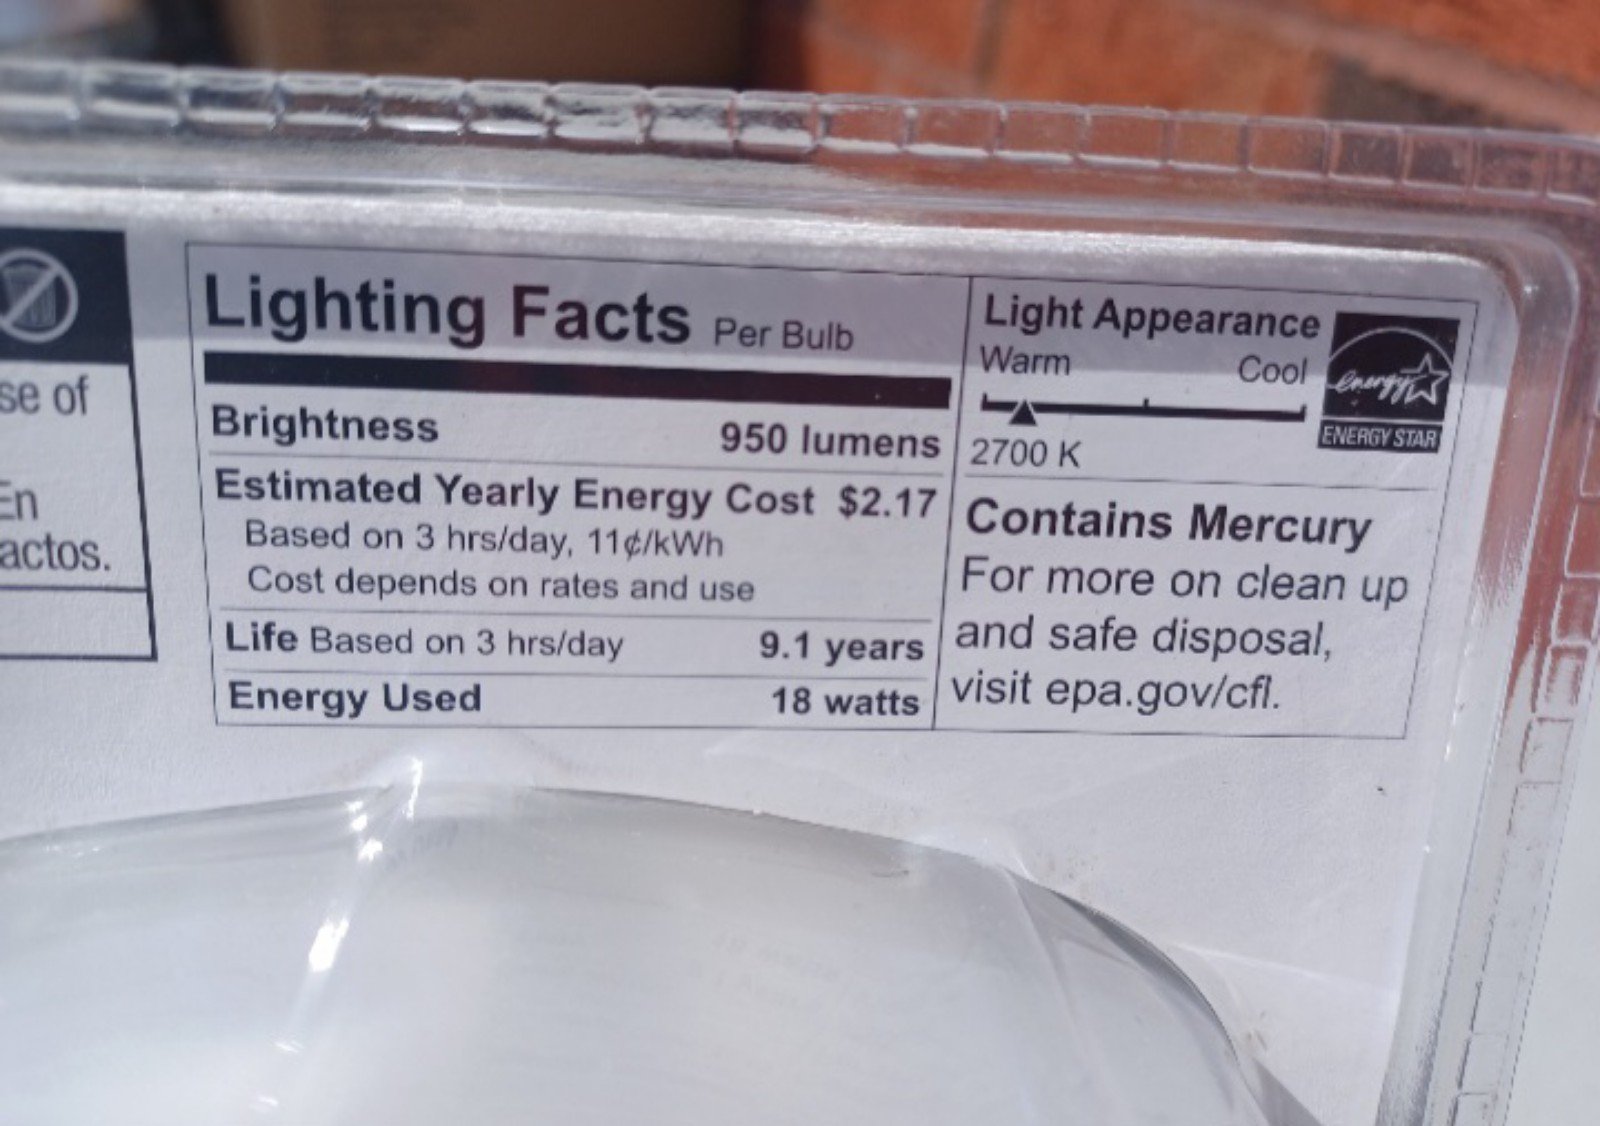 se of
En
actos.
Lighting Facts Per Bulb
Brightness 950 lumens
Estimated Yearly Energy Cost $2.17
Based on 3 hrs/day, 11¢/kWh
Cost depends on rates and use
Life Based on 3 hrs/day 9.1 years
Energy Used 18 watts
Light Appearance
Warm Cool
2700 K
energy
ENERGY STAR
Contains Mercury
For more on clean up
and safe disposal,
visit epa.gov/cfl.